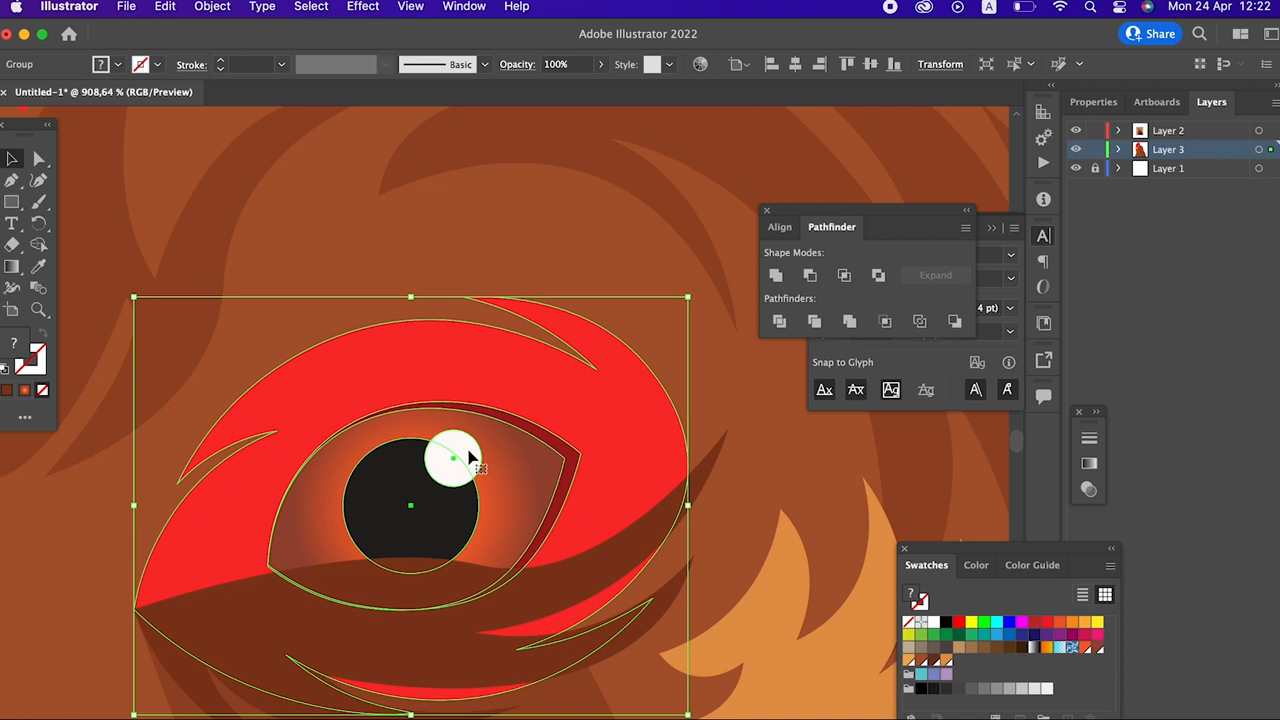 Illustrator File Edit Object Type Select Effect View Window Help A Mon 24 Apr 12:22
Adobe Illustrator 2022 Share
Group ? Stroke: Basic Opacity: 100% Style: Transform
× Untitled-1* @ 908,64 % (RGB/Preview)
Properties Artboards Layers
Layer 2
Layer 3
Layer 1
Align Pathfinder
Shape Modes:
Expand
Pathfinders:
4 pt)
Snap to Glyph
Swatches Color Color Guide